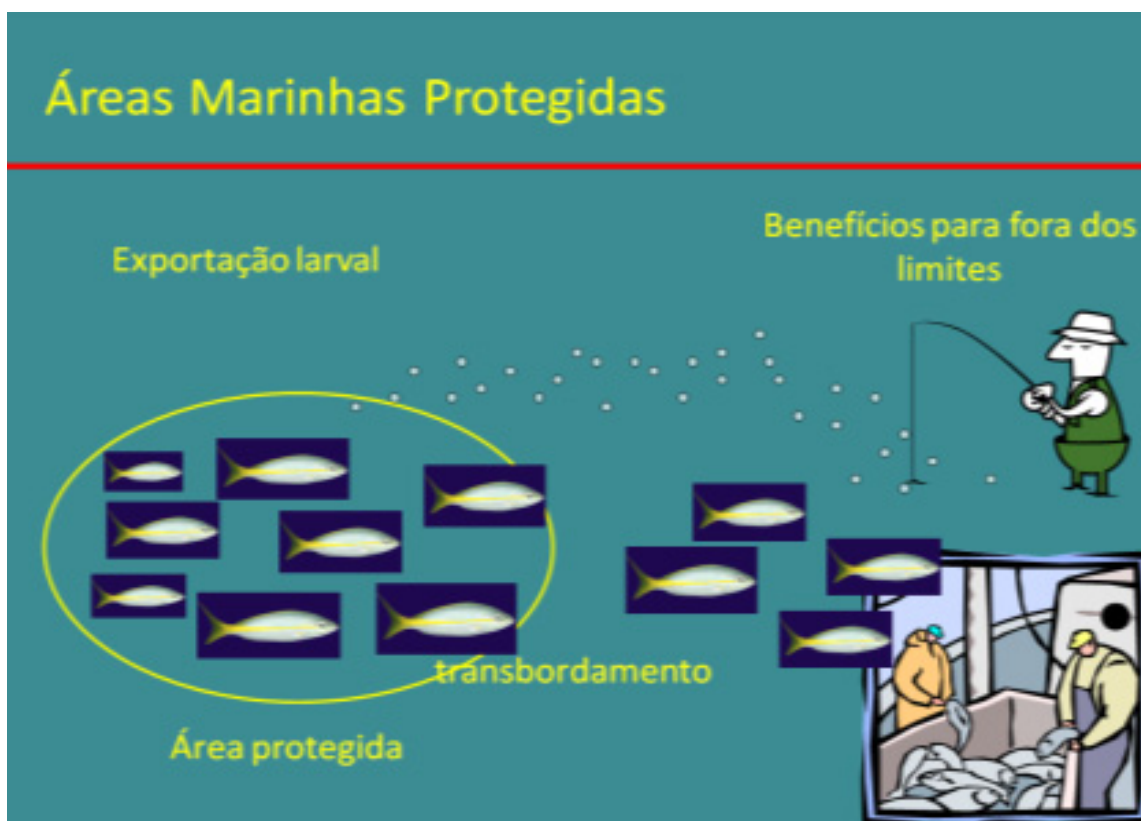 Áreas Marinhas Protegidas
Exportação larval
Benefícios para fora dos
limites
transbordamento
Área protegida